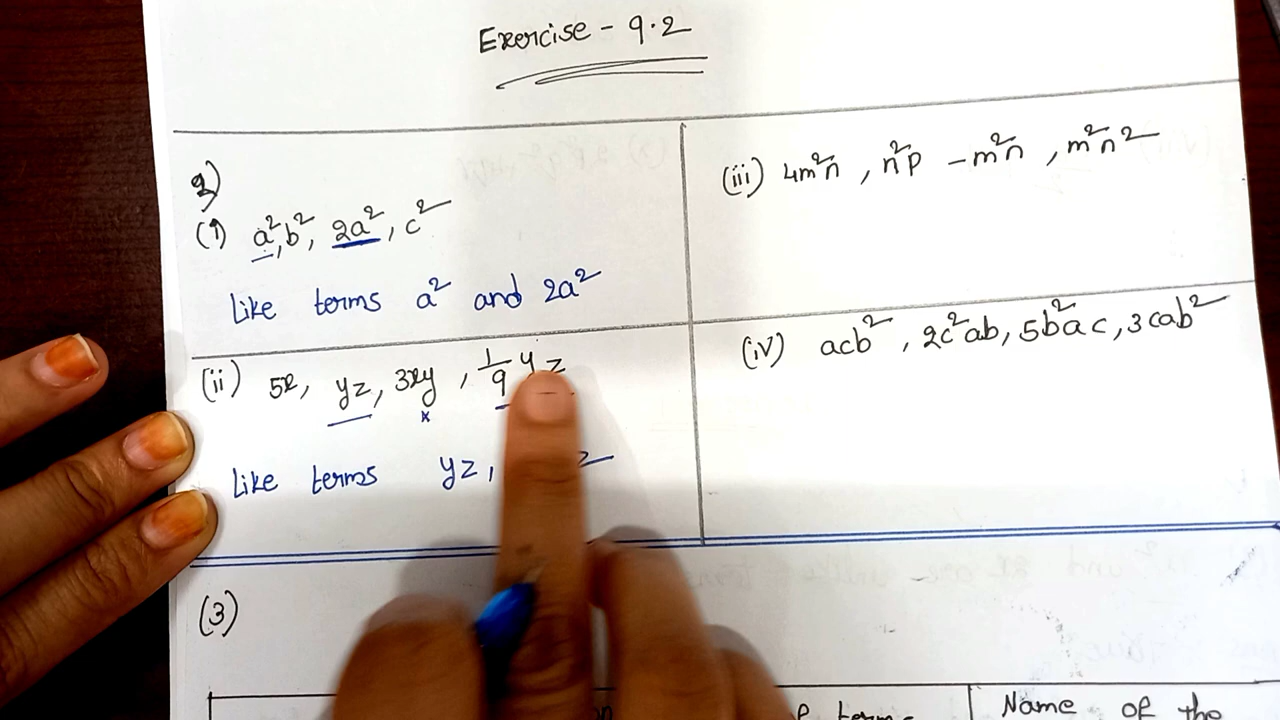 Exercise - 9.2
2)
(i) a², b², 2a², c²
like terms a² and 2a²
(ii) 5x, yz, 3xy, 1/9 yz
like terms yz,
(iii) 4m²n, n²p - m²n, m²n²
(iv) acb², 2c²ab, 5b²ac, 3cab²
(3)
Name of the